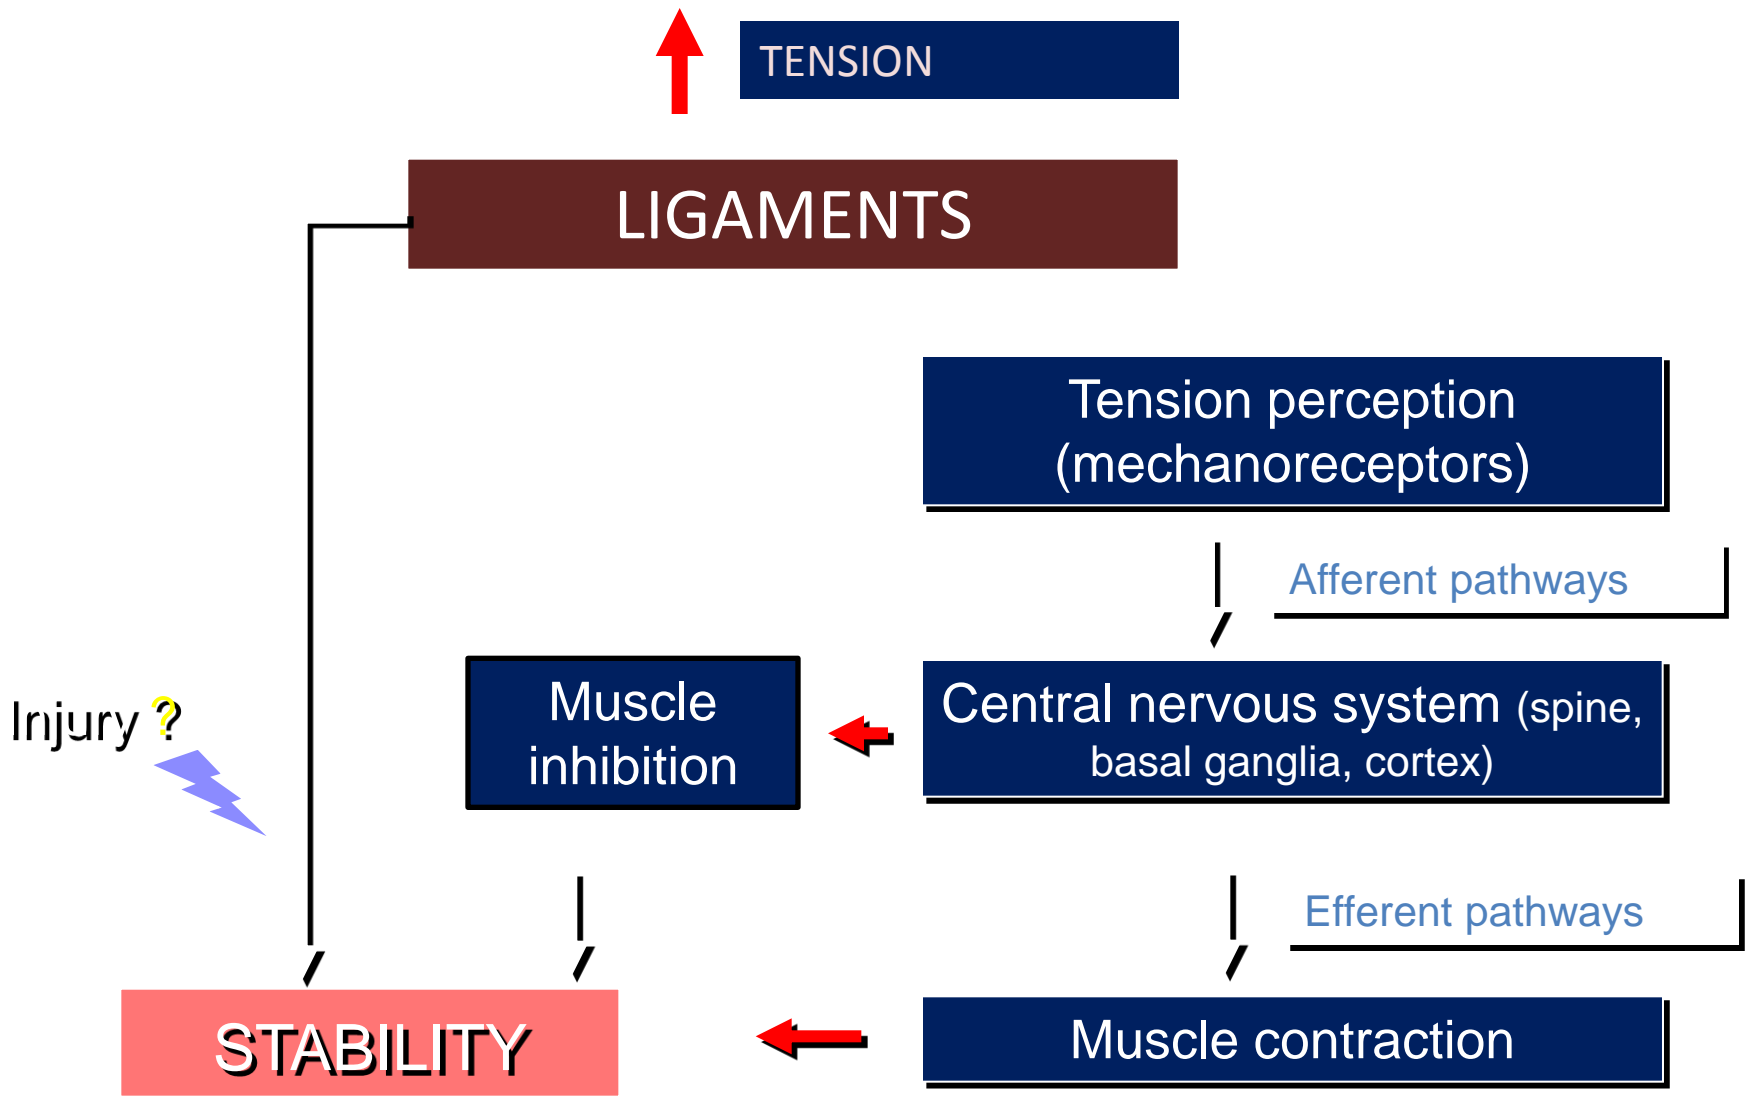 TENSION
LIGAMENTS
Tension perception
(mechanoreceptors)
Afferent pathways
Muscle
inhibition
Central nervous system (spine,
basal ganglia, cortex)
Injury ?
Efferent pathways
STABILITY
Muscle contraction